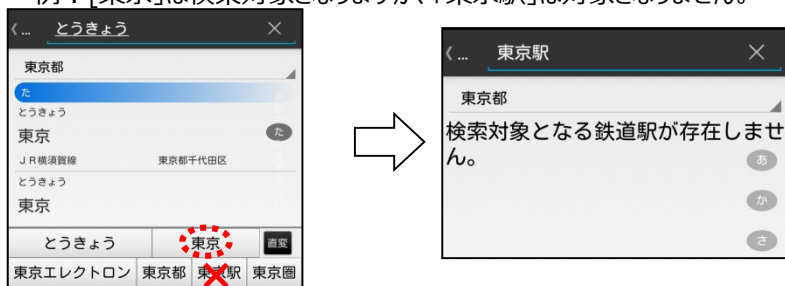 例：[東京]は検索対象となりますが、[東京駅]は対象となりません。
〈... とうきょう ×
東京都
た
とうきょう
東京 た
ＪＲ横須賀線 東京都千代田区
とうきょう
東京
とうきょう 東京 直変
東京エレクトロン 東京都 東京駅 東京圏
〈... 東京駅 ×
東京都
検索対象となる鉄道駅が存在しませ
ん。
あ
か
さ